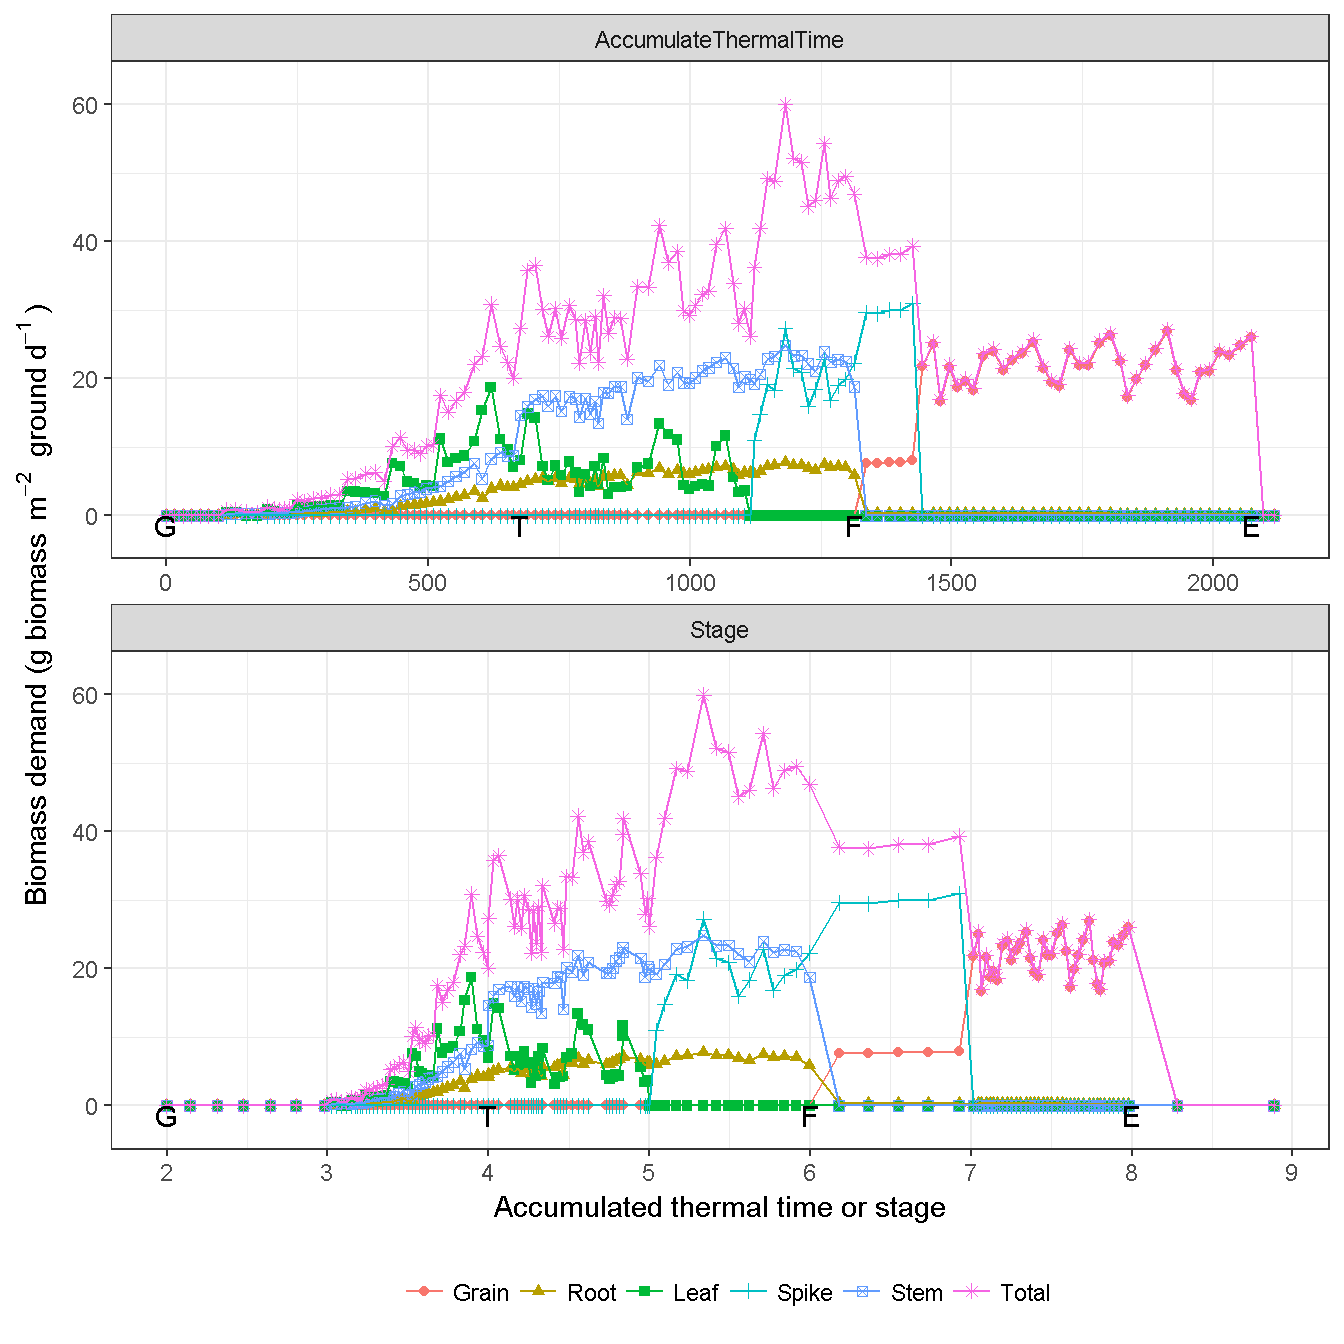 AccumulateThermalTime
60
40
20
0
G T F E
0 500 1000 1500 2000
Biomass demand (g biomass m⁻² ground d⁻¹)
Stage
60
40
20
0
G T F E
2 3 4 5 6 7 8 9
Accumulated thermal time or stage
Grain Root Leaf Spike Stem Total